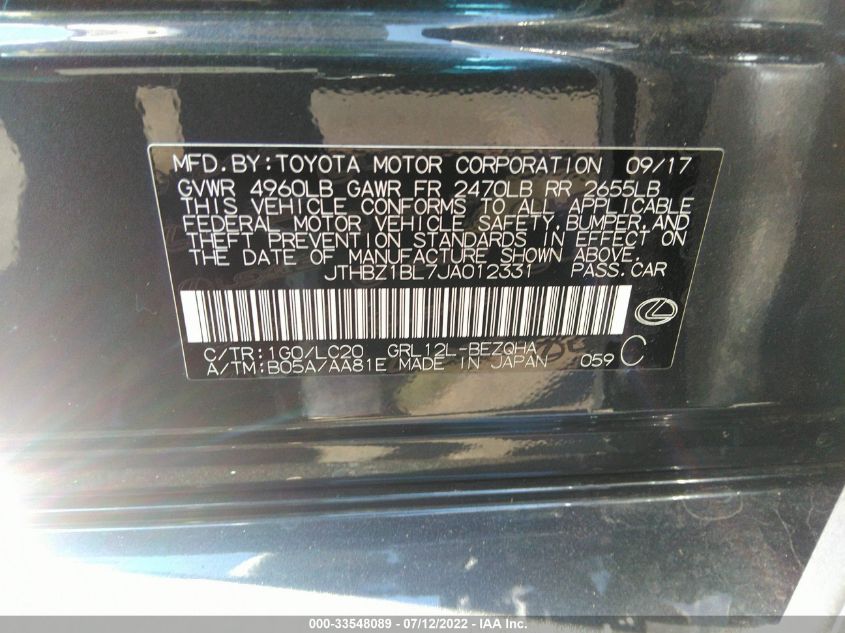 MFD.BY:TOYOTA MOTOR CORPORATION 09/17
GVWR 4960LB GAWR FR 2470LB RR 2655LB
THIS VEHICLE CONFORMS TO ALL APPLICABLE
FEDERAL MOTOR VEHICLE SAFETY,BUMPER,AND
THEFT PREVENTION STANDARDS IN EFFECT ON
THE DATE OF MANUFACTURE SHOWN ABOVE.
JTHBZ1BL7JA012331 PASS.CAR
C/TR:1G0/LC20 GRL12L-BEZQHA
A/TM:B05A/AA81E MADE IN JAPAN 059 C
000-33548089 - 07/12/2022 - IAA Inc.